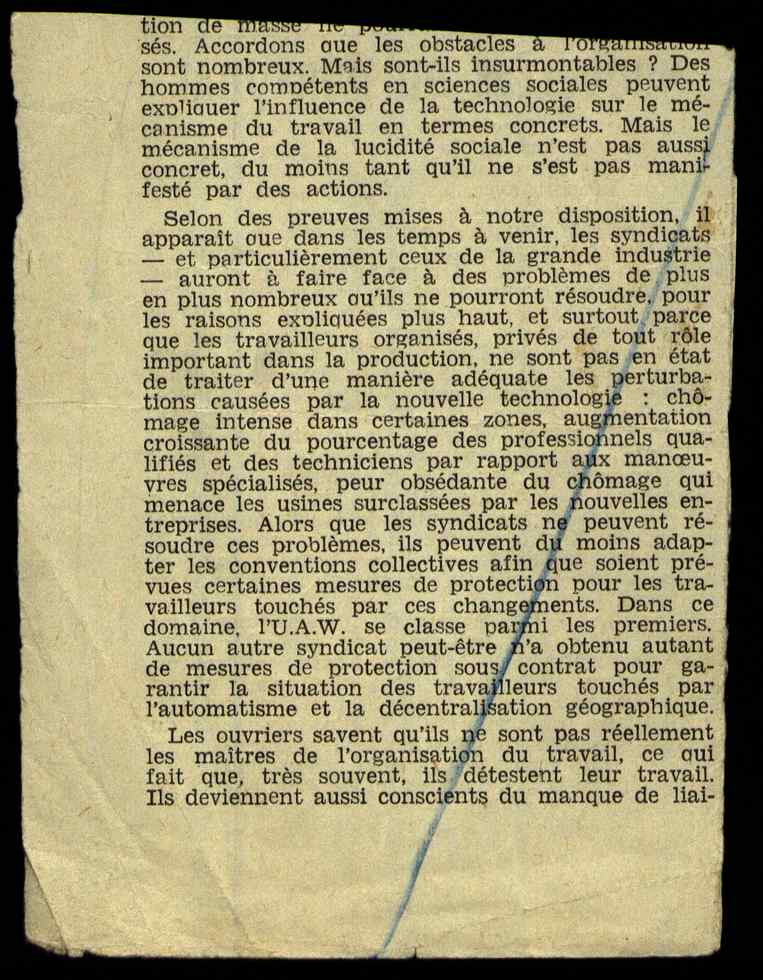 tion de masse ne
sés. Accordons que les obstacles à l'organisation
sont nombreux. Mais sont-ils insurmontables ? Des
hommes compétents en sciences sociales peuvent
expliquer l'influence de la technologie sur le mé-
canisme du travail en termes concrets. Mais le
mécanisme de la lucidité sociale n'est pas aussi
concret, du moins tant qu'il ne s'est pas mani-
festé par des actions.
Selon des preuves mises à notre disposition, il
apparaît que dans les temps à venir, les syndicats
— et particulièrement ceux de la grande industrie
— auront à faire face à des problèmes de plus
en plus nombreux qu'ils ne pourront résoudre, pour
les raisons expliquées plus haut, et surtout parce
que les travailleurs organisés, privés de tout rôle
important dans la production, ne sont pas en état
de traiter d'une manière adéquate les perturba-
tions causées par la nouvelle technologie : chô-
mage intense dans certaines zones, augmentation
croissante du pourcentage des professionnels qua-
lifiés et des techniciens par rapport aux manœu-
vres spécialisés, peur obsédante du chômage qui
menace les usines surclassées par les nouvelles en-
treprises. Alors que les syndicats ne peuvent ré-
soudre ces problèmes, ils peuvent du moins adap-
ter les conventions collectives afin que soient pré-
vues certaines mesures de protection pour les tra-
vailleurs touchés par ces changements. Dans ce
domaine, l'U.A.W. se classe parmi les premiers.
Aucun autre syndicat peut-être n'a obtenu autant
de mesures de protection sous contrat pour ga-
rantir la situation des travailleurs touchés par
l'automatisme et la décentralisation géographique.
Les ouvriers savent qu'ils ne sont pas réellement
les maîtres de l'organisation du travail, ce qui
fait que, très souvent, ils détestent leur travail.
Ils deviennent aussi conscients du manque de liai-